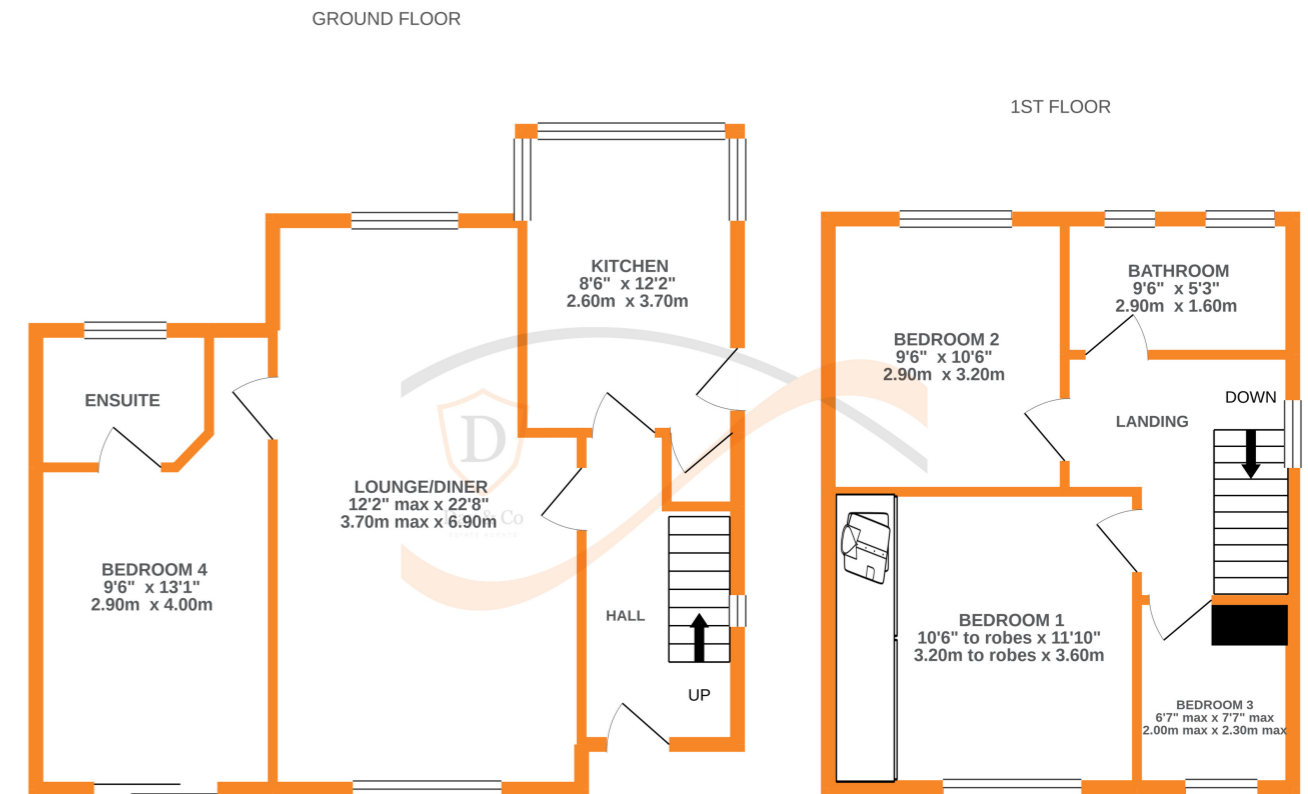 GROUND FLOOR
1ST FLOOR
KITCHEN
8'6" x 12'2"
2.60m x 3.70m
ENSUITE
LOUNGE/DINER
12'2" max x 22'8"
3.70m max x 6.90m
D
& Co
BEDROOM 4
9'6" x 13'1"
2.90m x 4.00m
HALL
UP
BATHROOM
9'6" x 5'3"
2.90m x 1.60m
BEDROOM 2
9'6" x 10'6"
2.90m x 3.20m
DOWN
LANDING
BEDROOM 1
10'6" to robes x 11'10"
3.20m to robes x 3.60m
BEDROOM 3
6'7" max x 7'7" max
2.00m max x 2.30m max